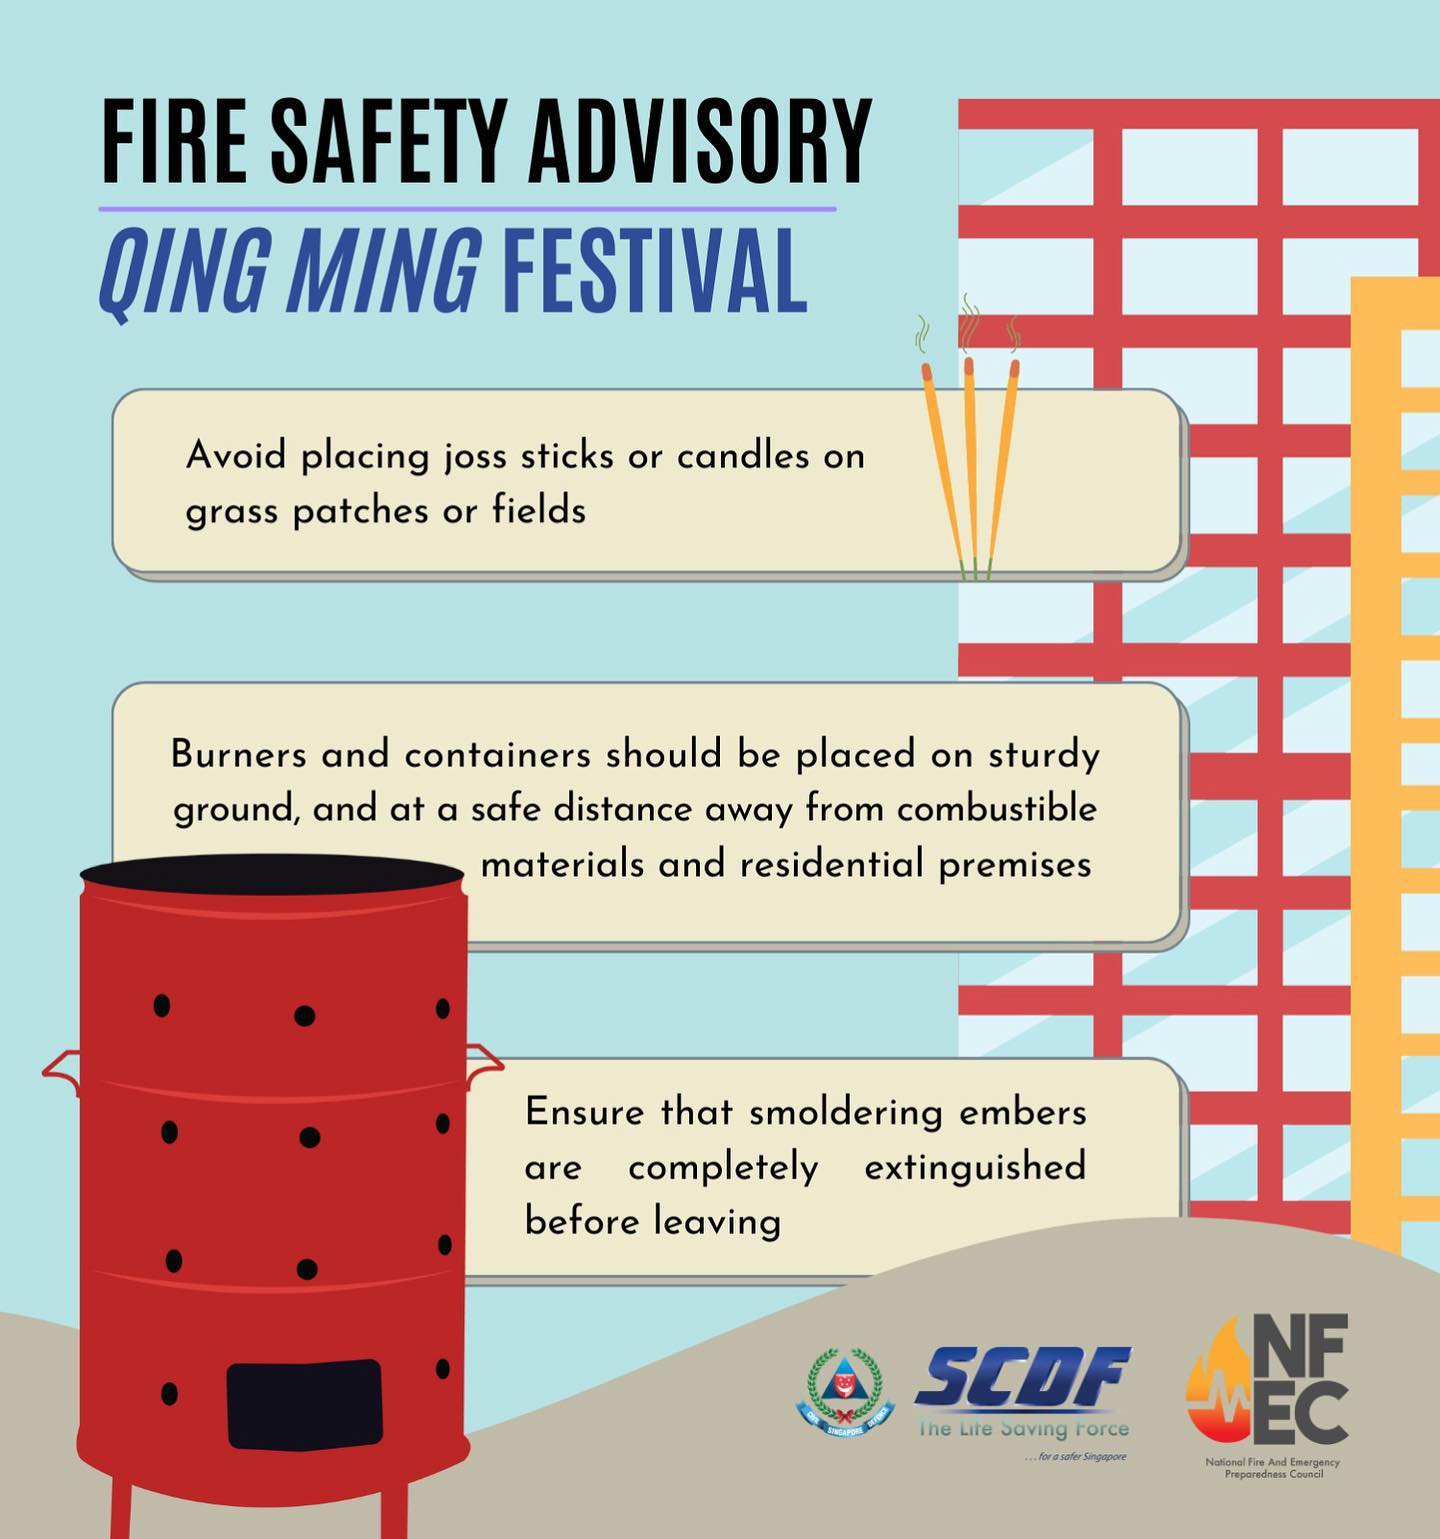 FIRE SAFETY ADVISORY
QING MING FESTIVAL
Avoid placing joss sticks or candles on
grass patches or fields
Burners and containers should be placed on sturdy
ground, and at a safe distance away from combustible
materials and residential premises
Ensure that smoldering embers
are completely extinguished
before leaving
CIVIL SINGAPORE DEFENCE
SCDF
The Life Saving Force
...for a safer Singapore
NF
EC
National Fire And Emergency
Preparedness Council